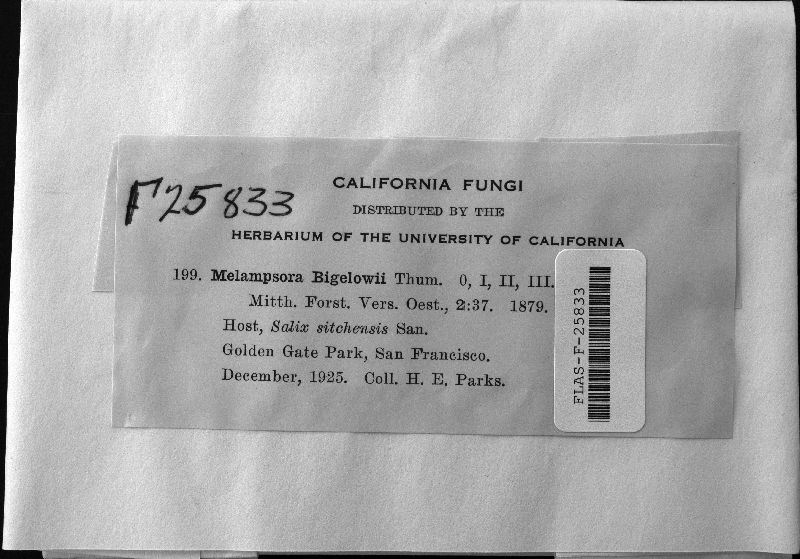 F25833
CALIFORNIA FUNGI
DISTRIBUTED BY THE
HERBARIUM OF THE UNIVERSITY OF CALIFORNIA
199. Melampsora Bigelowii Thum. 0, I, II, III.
Mitth. Forst. Vers. Oest., 2:37. 1879.
Host, Salix sitchensis San.
Golden Gate Park, San Francisco.
December, 1925. Coll. H. E. Parks.
FLAS-F-25833